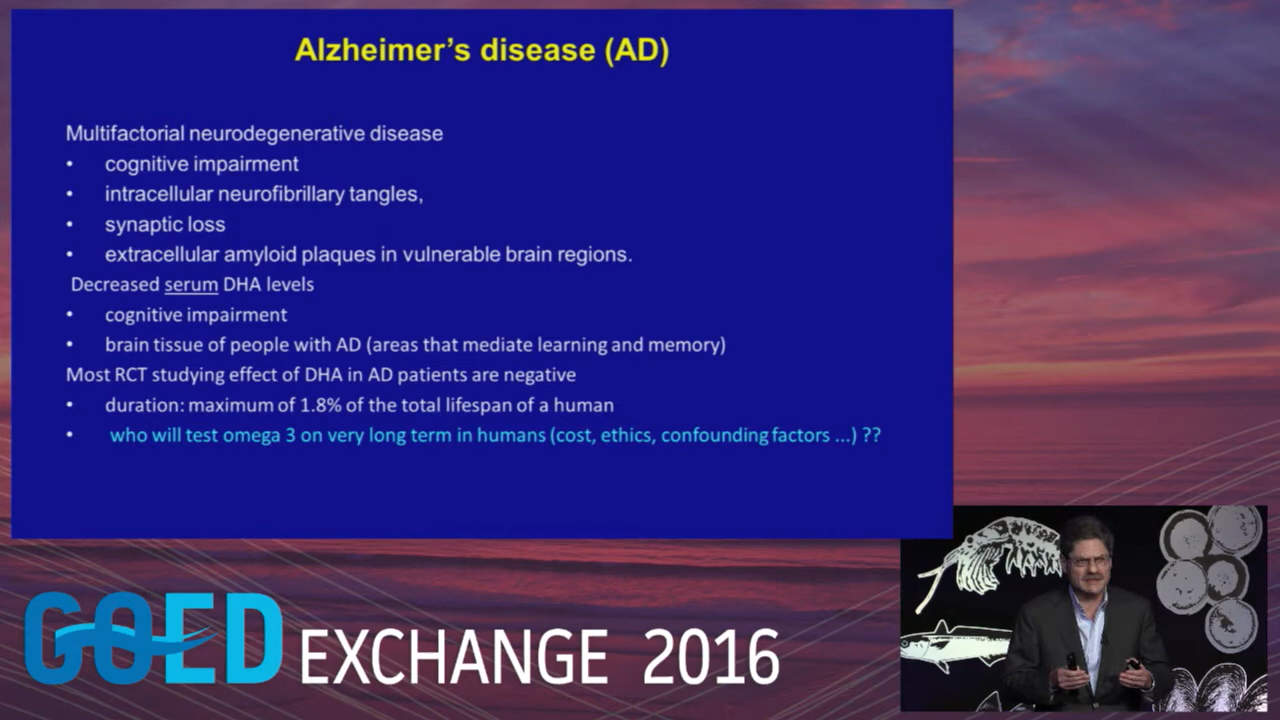 Alzheimer’s disease (AD)
Multifactorial neurodegenerative disease
• cognitive impairment
• intracellular neurofibrillary tangles,
• synaptic loss
• extracellular amyloid plaques in vulnerable brain regions.
Decreased serum DHA levels
• cognitive impairment
• brain tissue of people with AD (areas that mediate learning and memory)
Most RCT studying effect of DHA in AD patients are negative
• duration: maximum of 1.8% of the total lifespan of a human
• who will test omega 3 on very long term in humans (cost, ethics, confounding factors ...) ??
GOED EXCHANGE 2016